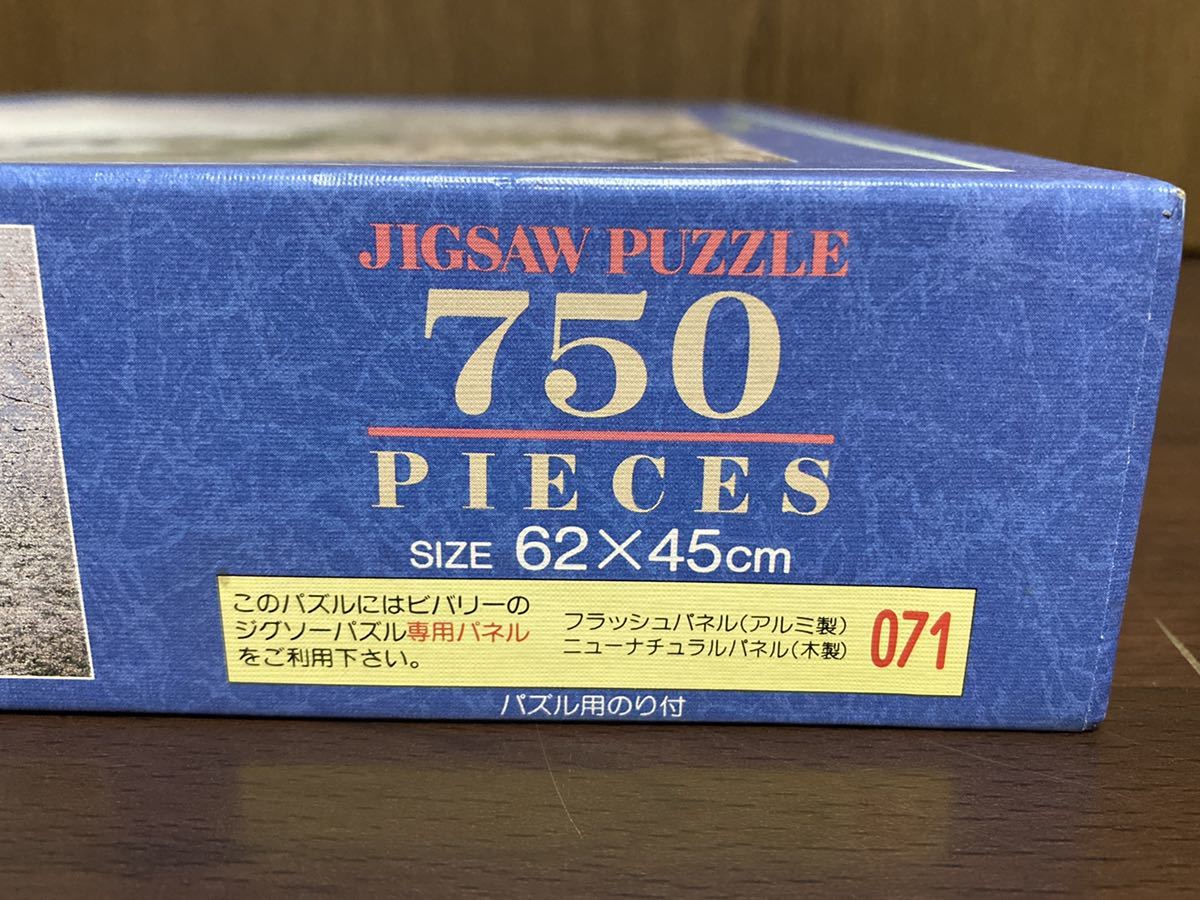 JIGSAW PUZZLE
750
PIECES
SIZE 62×45cm
このパズルにはビバリーの
ジグソーパズル専用パネル
をご利用下さい。
フラッシュパネル(アルミ製)
ニューナチュラルパネル(木製)
071
パズル用のり付